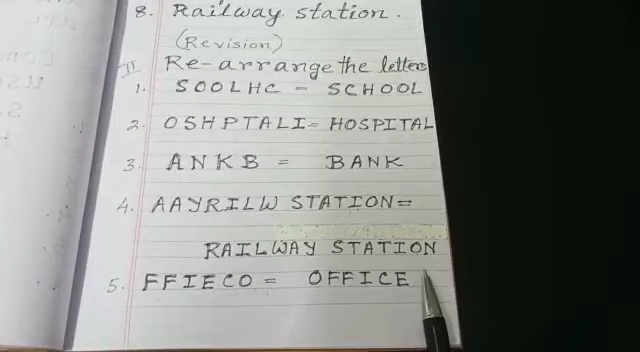 8. Railway station.
(Revision)
II Re-arrange the letters
1. SOOLHC - SCHOOL
2. OSHPTALI = HOSPITAL
3. ANKB = BANK
4. AAYRILW STATION =
RAILWAY STATION
5. FFIECO = OFFICE